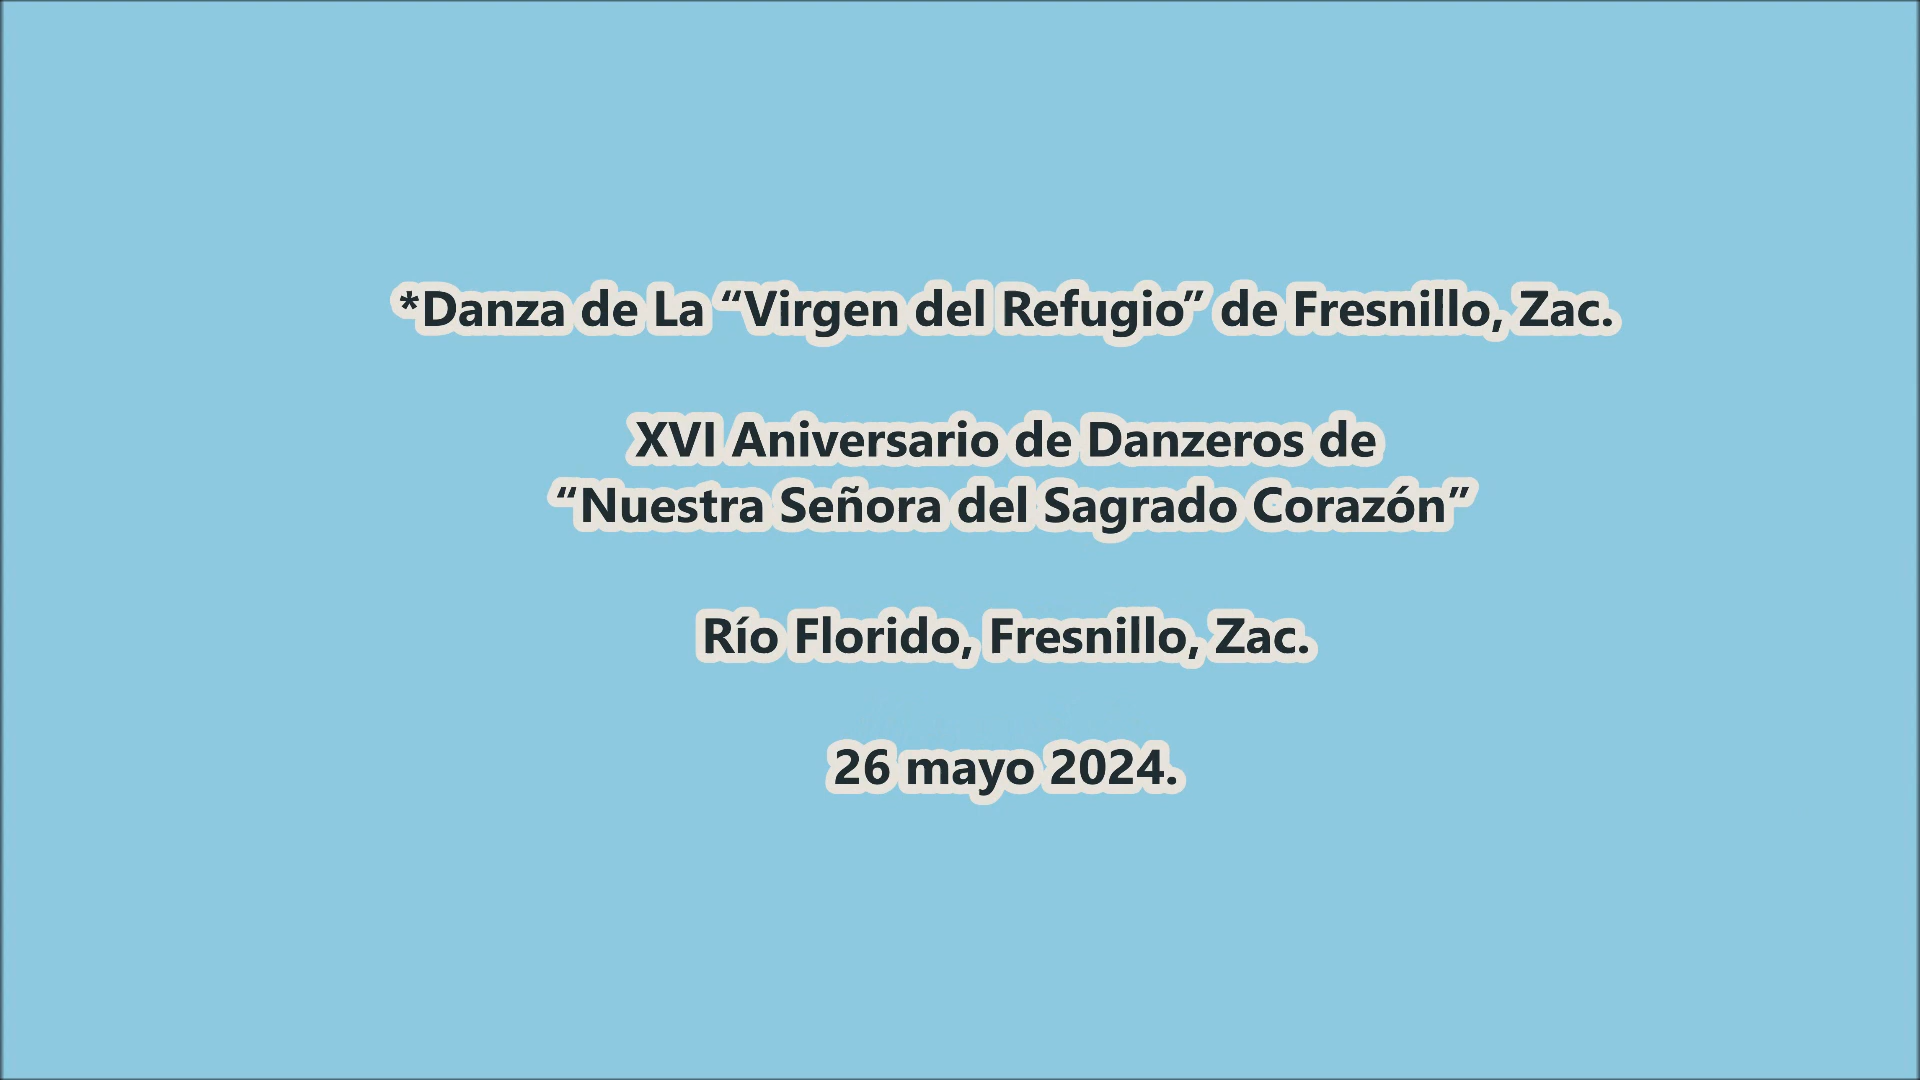 *Danza de La “Virgen del Refugio” de Fresnillo, Zac.
XVI Aniversario de Danzeros de
“Nuestra Señora del Sagrado Corazón”
Río Florido, Fresnillo, Zac.
26 mayo 2024.